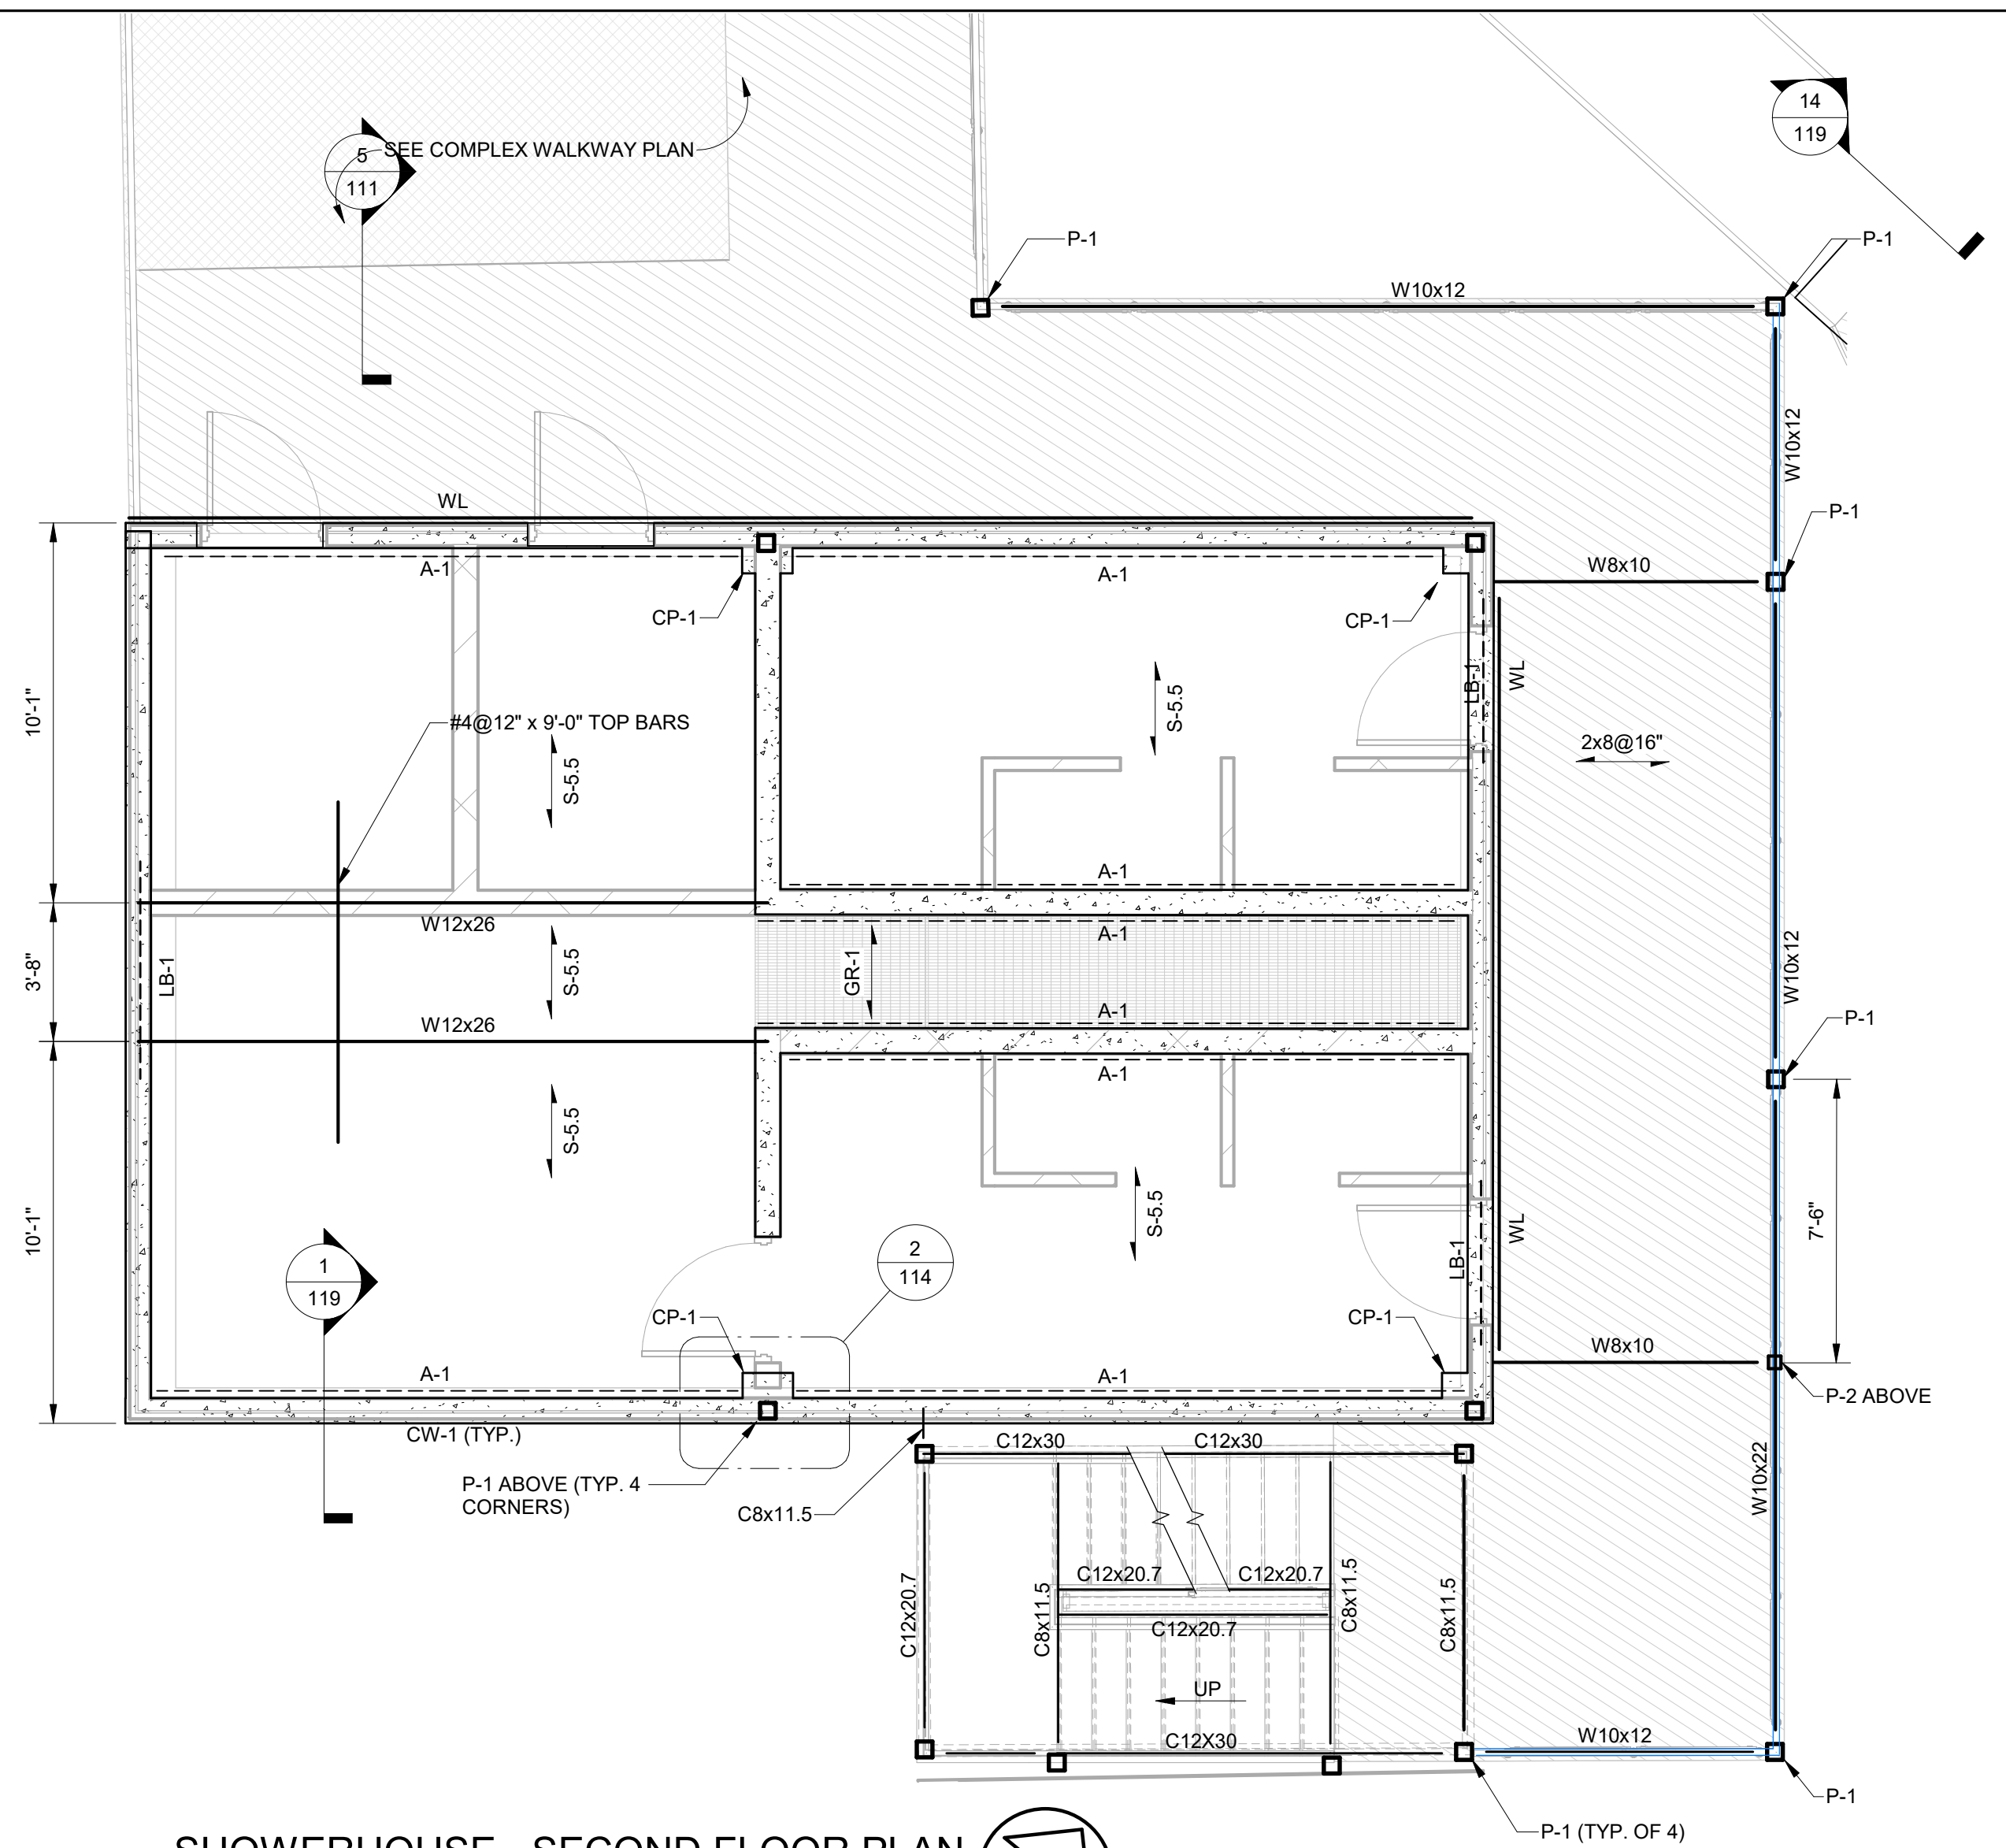 14
119
5
SEE COMPLEX WALKWAY PLAN
111
P-1
P-1
W10x12
W10x12
WL
P-1
W8x10
A-1
A-1
CP-1
CP-1
LB-1
WL
10'-1"
#4@12" x 9'-0" TOP BARS
S-5.5
S-5.5
2x8@16"
A-1
W12x26
A-1
3'-8"
LB-1
S-5.5
GR-1
W10x12
A-1
W12x26
P-1
A-1
S-5.5
S-5.5
10'-1"
7'-6"
WL
LB-1
2
114
1
119
CP-1
CP-1
W8x10
A-1
A-1
P-2 ABOVE
CW-1 (TYP.)
C12x30
C12x30
P-1 ABOVE (TYP. 4
CORNERS)
C8x11.5
W10x22
C12x20.7
C12x20.7
C12x20.7
C8x11.5
C8x11.5
C8x11.5
C12x20.7
UP
C12X30
W10x12
P-1
P-1 (TYP. OF 4)
SHOWERHOUSE - SECOND FLOOR PLAN